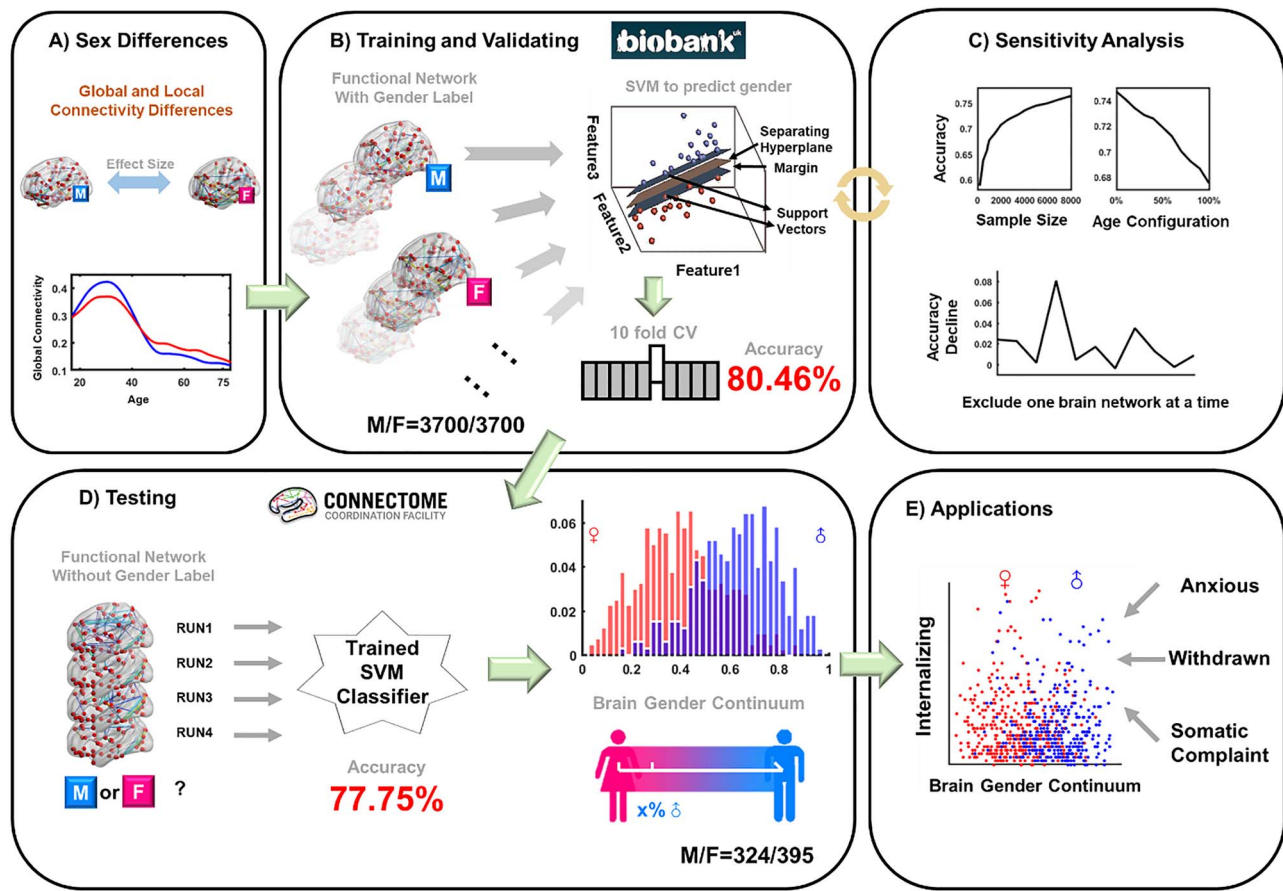 A) Sex Differences
Global and Local
Connectivity Differences
Effect Size
M
F
Global Connectivity
0.4
0.3
0.2
0.1
20
40
60
75
Age
B) Training and Validating
biobank uk
Functional Network
With Gender Label
M
F
M/F=3700/3700
SVM to predict gender
Feature3
Feature2
Feature1
Separating
Hyperplane
Margin
Support
Vectors
10 fold CV
Accuracy
80.46%
C) Sensitivity Analysis
Accuracy
0.75
0.7
0.65
0.6
0 2000 4000 6000 8000
Sample Size
0.74
0.72
0.7
0.68
0% 50% 100%
Age Configuration
Accuracy
Decline
0.08
0.06
0.04
0.02
0
Exclude one brain network at a time
D) Testing
CONNECTOME
COORDINATION FACILITY
Functional Network
Without Gender Label
RUN1
RUN2
RUN3
RUN4
M or F ?
Trained
SVM
Classifier
Accuracy
77.75%
0.06
0.04
0.02
0
♀
♂
0 0.2 0.4 0.6 0.8 1
Brain Gender Continuum
x% ♂
M/F=324/395
E) Applications
♀
♂
Internalizing
Brain Gender Continuum
Anxious
Withdrawn
Somatic
Complaint